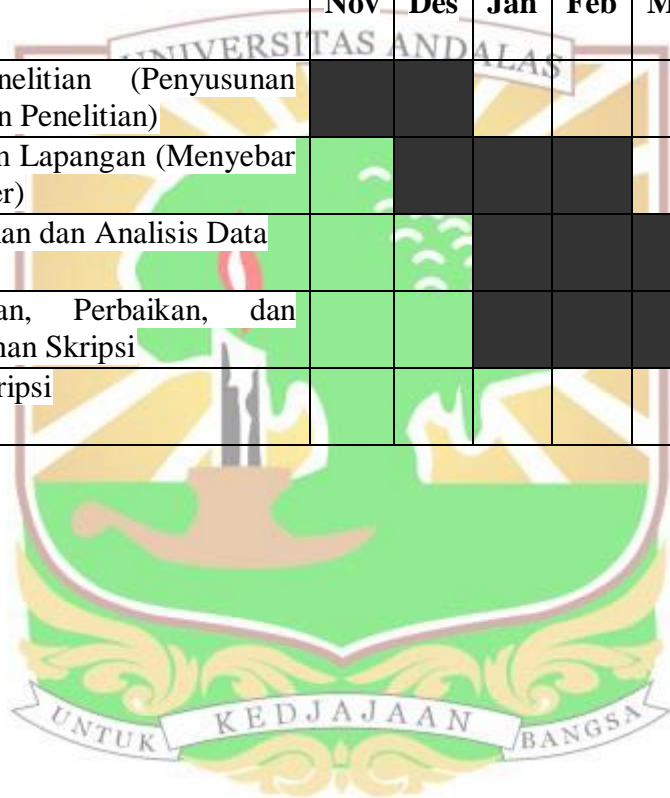 Nov Des Jan Feb M
UNIVERSITAS ANDALAS
nelitian (Penyusunan
n Penelitian)
n Lapangan (Menyebar
er)
an dan Analisis Data
an, Perbaikan, dan
nan Skripsi
ripsi
UNTUK KEDJAJAAN BANGSA